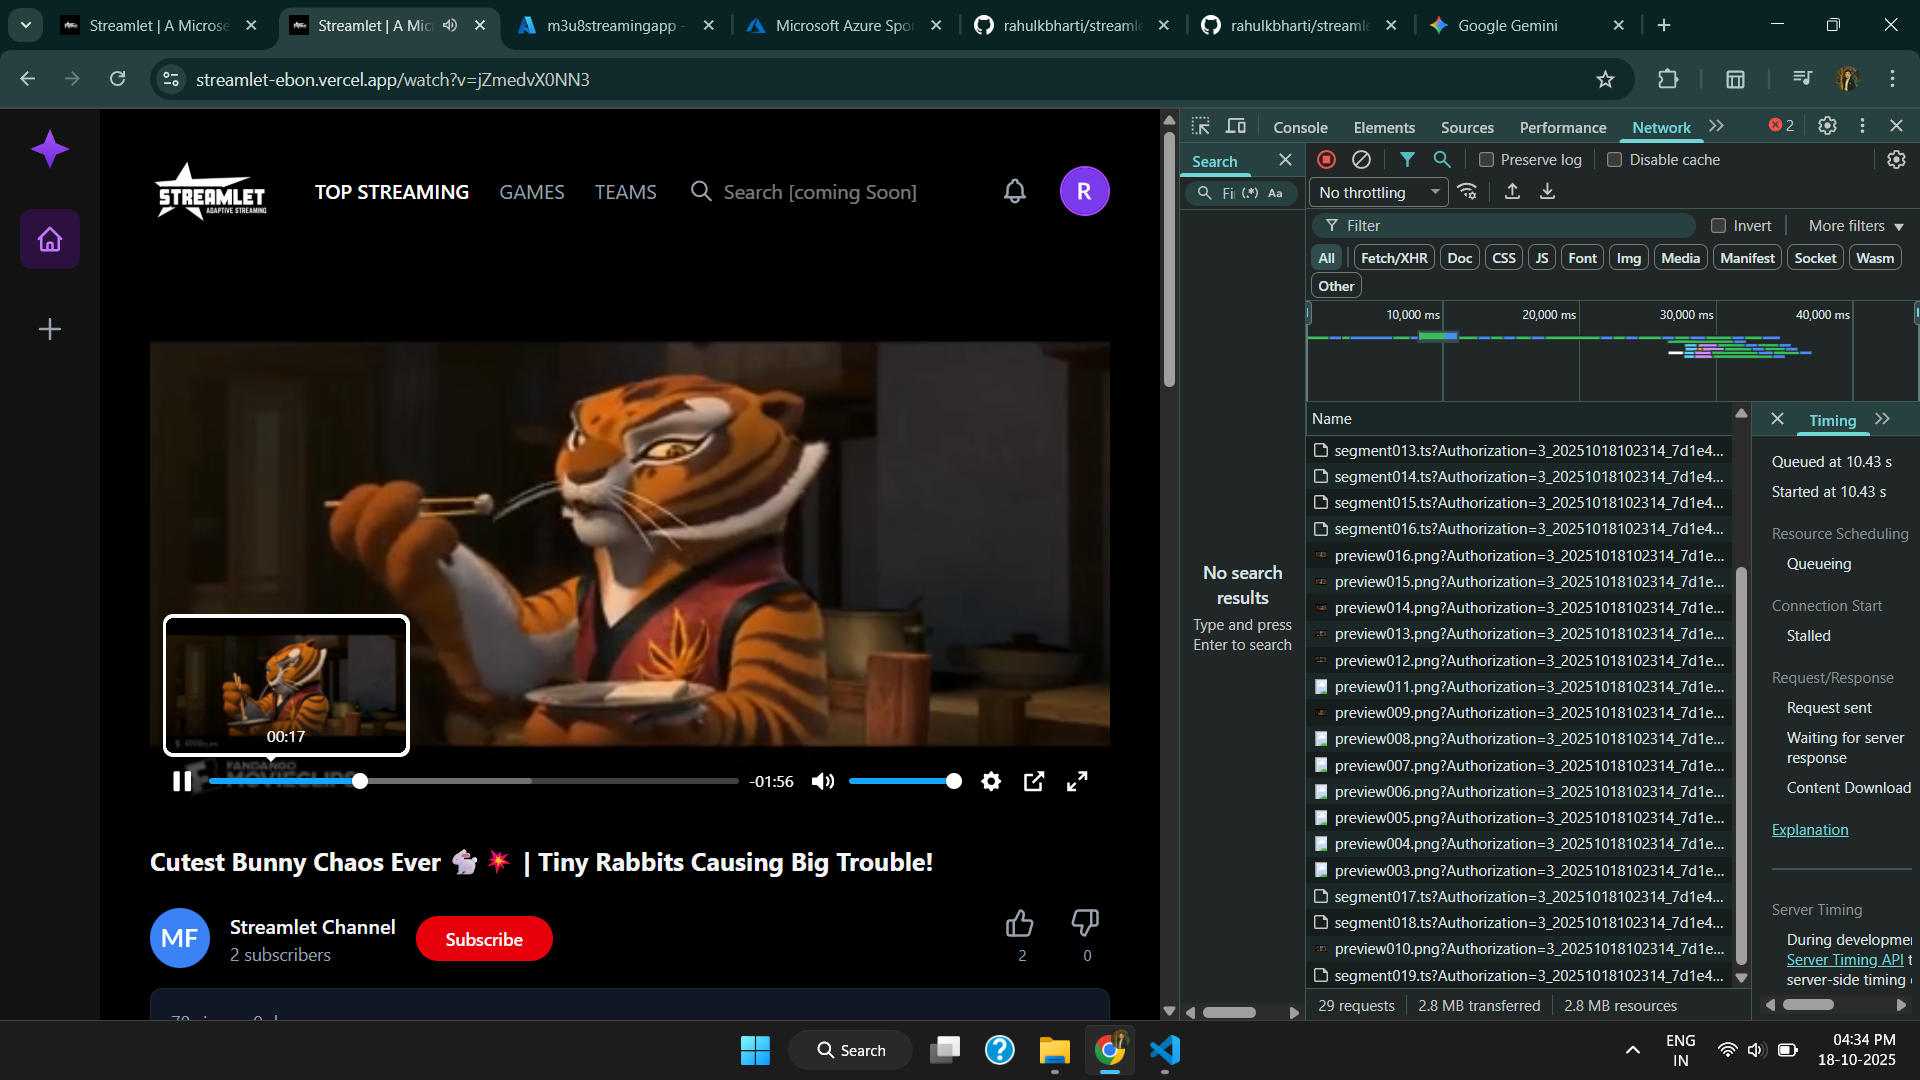 Streamlet | A Microse
Streamlet | A Mic
m3u8streamingapp -
Microsoft Azure Spor
rahulkbharti/streamle
rahulkbharti/streamle
Google Gemini
streamlet-ebon.vercel.app/watch?v=jZmedvX0NN3
STREAMLET
ADAPTIVE STREAMING
TOP STREAMING
GAMES
TEAMS
Search [coming Soon]
R
00:17
FANDANGO
MOVIECLIPS
-01:56
Cutest Bunny Chaos Ever 🐇 💥 | Tiny Rabbits Causing Big Trouble!
MF
Streamlet Channel
2 subscribers
Subscribe
2
0
Console
Elements
Sources
Performance
Network
2
Search
Fi
(.*)
Aa
No search
results
Type and press
Enter to search
Preserve log
Disable cache
No throttling
Filter
Invert
More filters
All
Fetch/XHR
Doc
CSS
JS
Font
Img
Media
Manifest
Socket
Wasm
Other
10,000 ms
20,000 ms
30,000 ms
40,000 ms
Name
segment013.ts?Authorization=3_20251018102314_7d1e4...
segment014.ts?Authorization=3_20251018102314_7d1e4...
segment015.ts?Authorization=3_20251018102314_7d1e4...
segment016.ts?Authorization=3_20251018102314_7d1e4...
preview016.png?Authorization=3_20251018102314_7d1e...
preview015.png?Authorization=3_20251018102314_7d1e...
preview014.png?Authorization=3_20251018102314_7d1e...
preview013.png?Authorization=3_20251018102314_7d1e...
preview012.png?Authorization=3_20251018102314_7d1e...
preview011.png?Authorization=3_20251018102314_7d1e...
preview009.png?Authorization=3_20251018102314_7d1e...
preview008.png?Authorization=3_20251018102314_7d1e...
preview007.png?Authorization=3_20251018102314_7d1e...
preview006.png?Authorization=3_20251018102314_7d1e...
preview005.png?Authorization=3_20251018102314_7d1e...
preview004.png?Authorization=3_20251018102314_7d1e...
preview003.png?Authorization=3_20251018102314_7d1e...
segment017.ts?Authorization=3_20251018102314_7d1e4...
segment018.ts?Authorization=3_20251018102314_7d1e4...
preview010.png?Authorization=3_20251018102314_7d1e...
segment019.ts?Authorization=3_20251018102314_7d1e4...
29 requests
2.8 MB transferred
2.8 MB resources
Timing
Queued at 10.43 s
Started at 10.43 s
Resource Scheduling
Queueing
Connection Start
Stalled
Request/Response
Request sent
Waiting for server
response
Content Download
Explanation
Server Timing
During developme
Server Timing API t
server-side timing
Search
ENG
IN
04:34 PM
18-10-2025